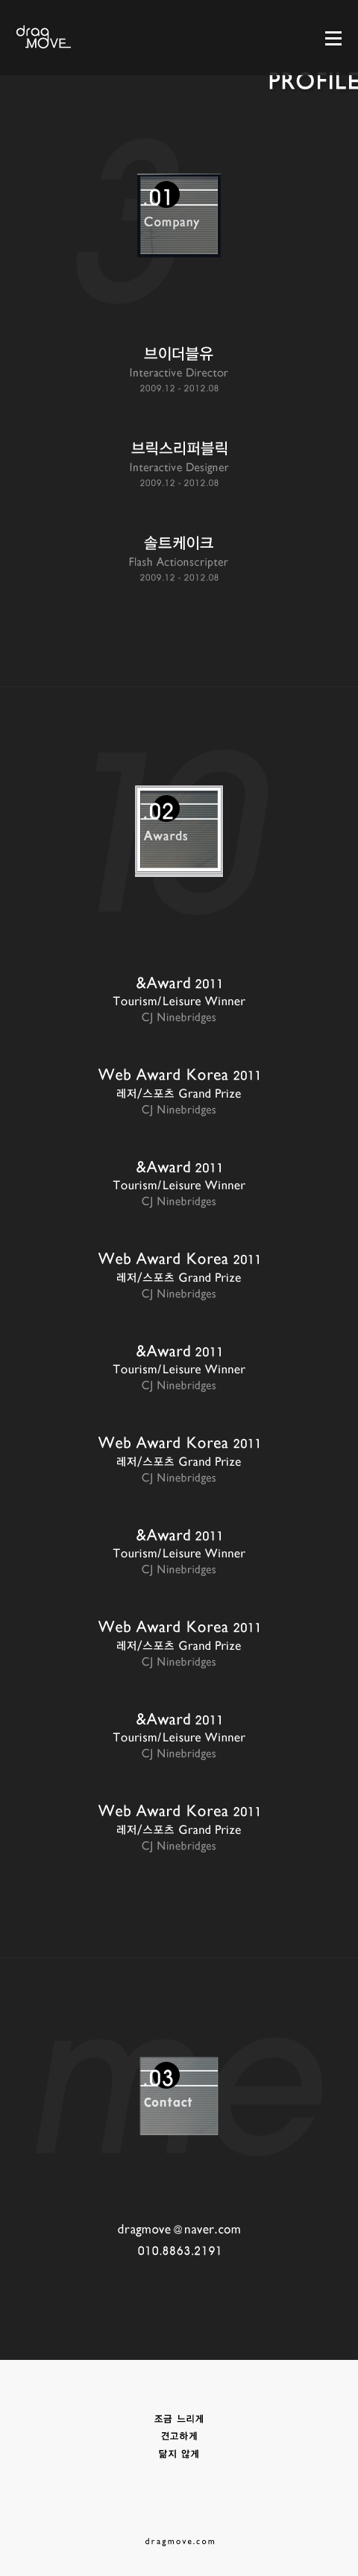 drag
MOVE_
PROFILE
3
.01
Company
브이더블유
Interactive Director
2009.12 - 2012.08
브릭스리퍼블릭
Interactive Designer
2009.12 - 2012.08
솔트케이크
Flash Actionscripter
2009.12 - 2012.08
10
.02
Awards
&Award 2011
Tourism/Leisure Winner
CJ Ninebridges
Web Award Korea 2011
레저/스포츠 Grand Prize
CJ Ninebridges
&Award 2011
Tourism/Leisure Winner
CJ Ninebridges
Web Award Korea 2011
레저/스포츠 Grand Prize
CJ Ninebridges
&Award 2011
Tourism/Leisure Winner
CJ Ninebridges
Web Award Korea 2011
레저/스포츠 Grand Prize
CJ Ninebridges
&Award 2011
Tourism/Leisure Winner
CJ Ninebridges
Web Award Korea 2011
레저/스포츠 Grand Prize
CJ Ninebridges
&Award 2011
Tourism/Leisure Winner
CJ Ninebridges
Web Award Korea 2011
레저/스포츠 Grand Prize
CJ Ninebridges
me
.03
Contact
dragmove@naver.com
010.8863.2191
조금 느리게
견고하게
닮지 않게
dragmove.com